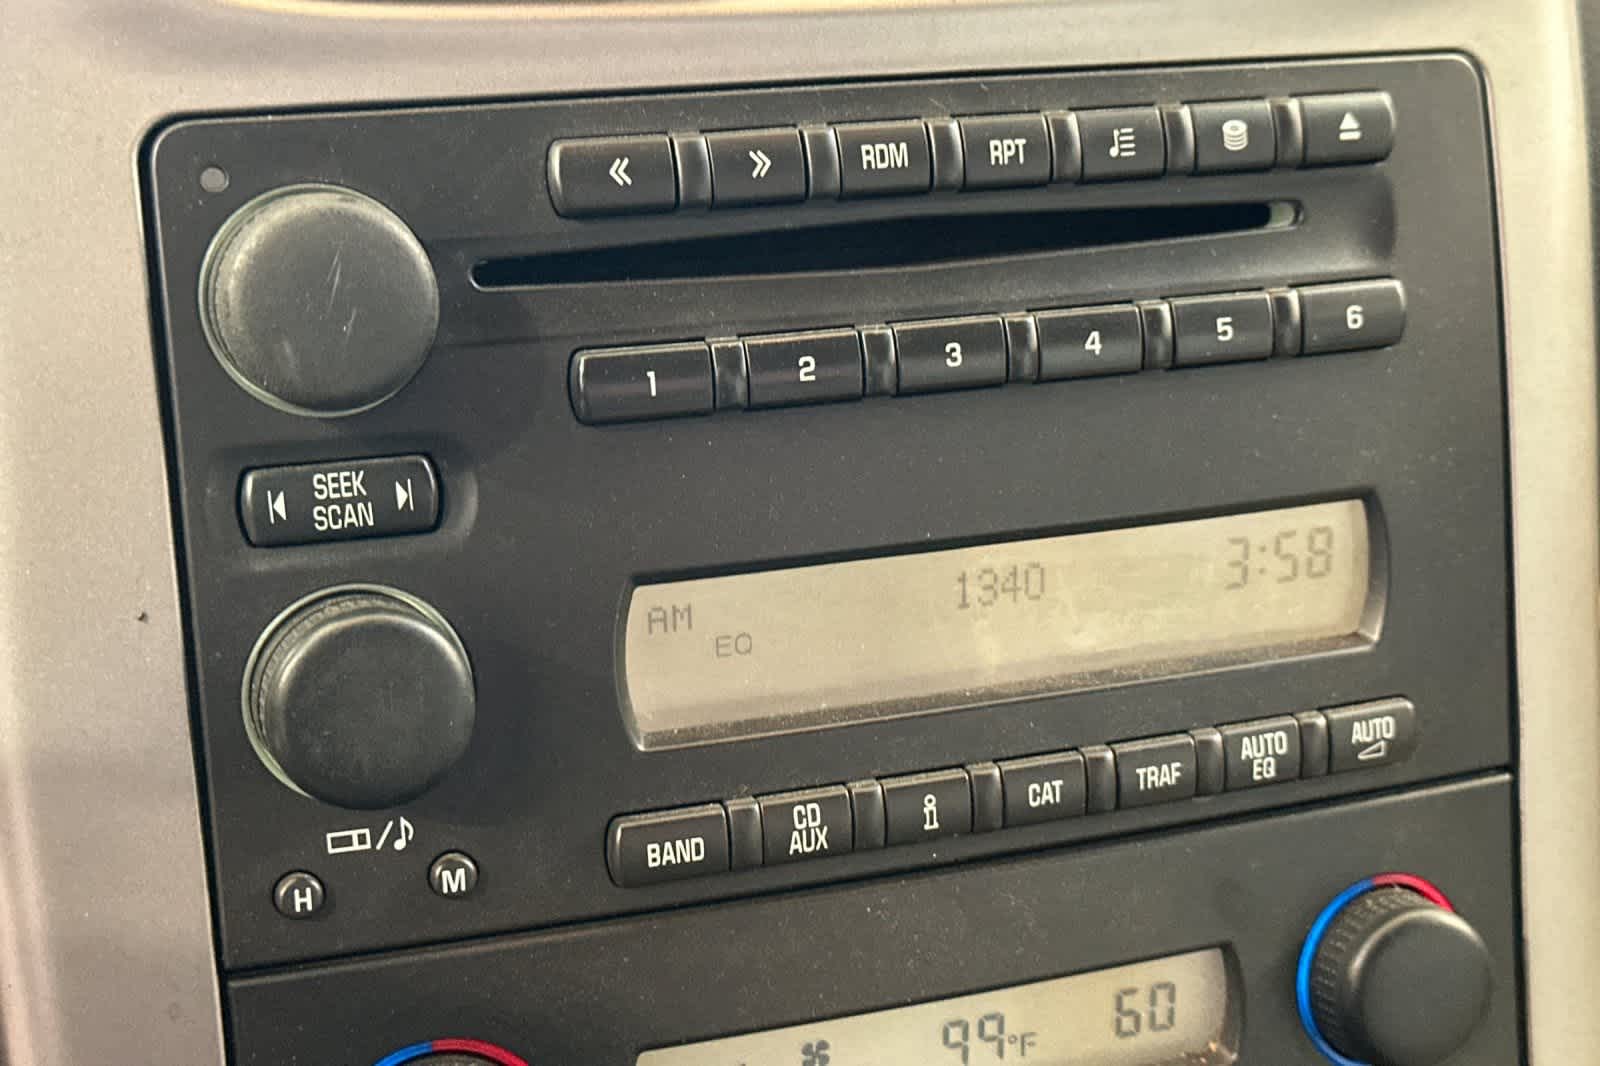 RDM RPT
1 2 3 4 5 6
SEEK
SCAN
AM 1340 3:58
EQ
BAND CD AUX i CAT TRAF AUTO EQ AUTO
H M
99°F 60